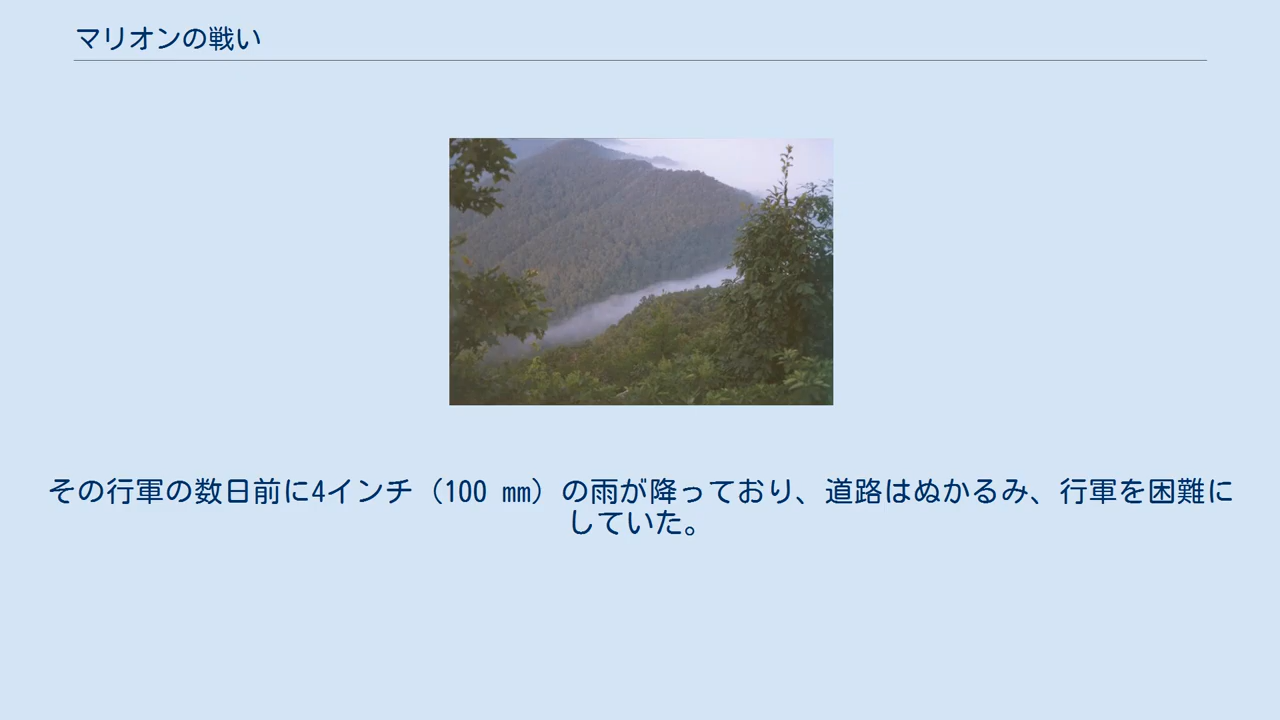 マリオンの戦い
その行軍の数日前に4インチ（100 mm）の雨が降っており、道路はぬかるみ、行軍を困難に
していた。